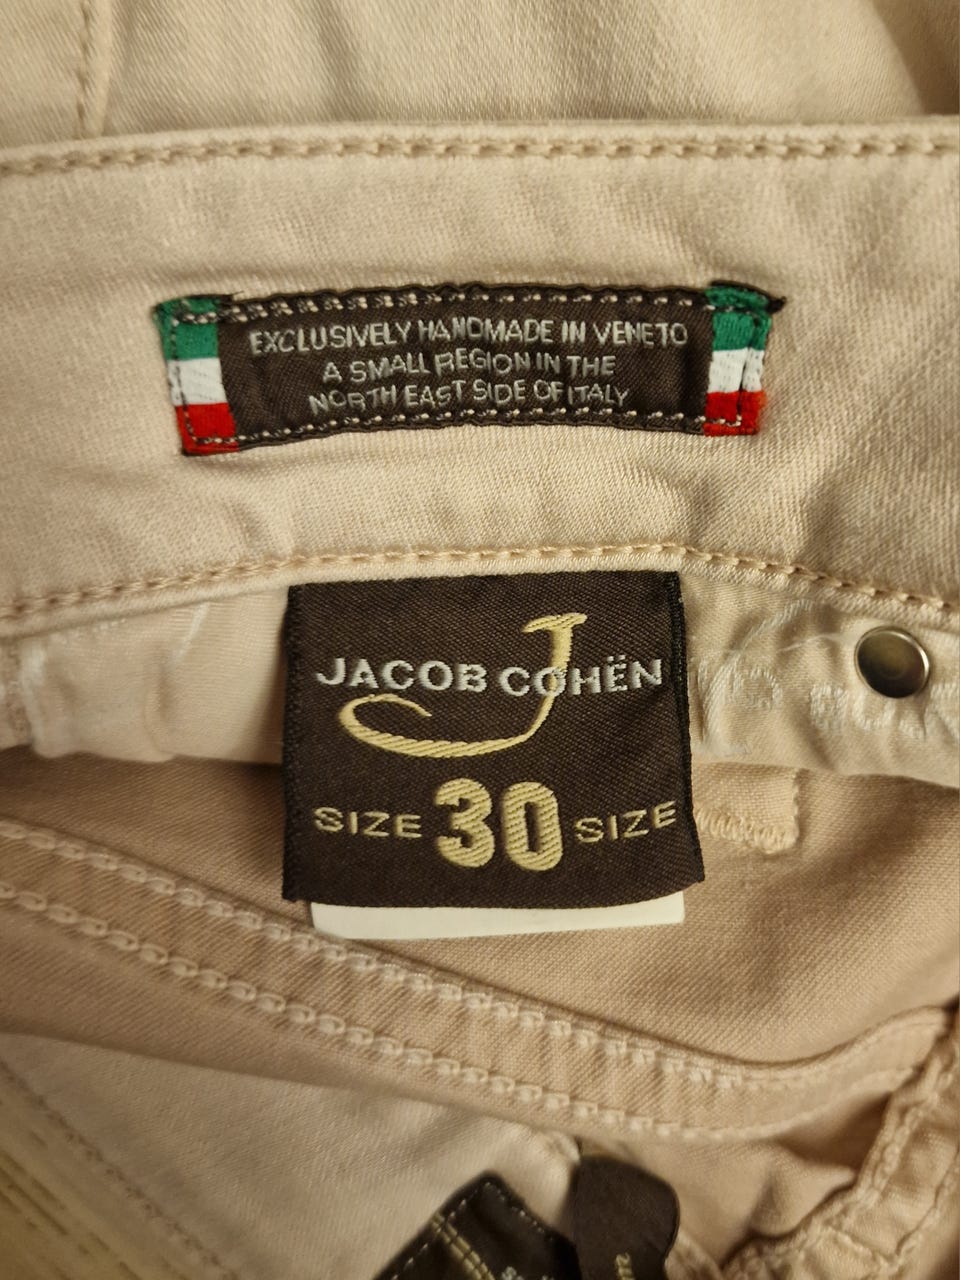 EXCLUSIVELY HANDMADE IN VENETO
A SMALL REGION IN THE
NORTH EAST SIDE OF ITALY
JACOB COHËN
SIZE 30 SIZE